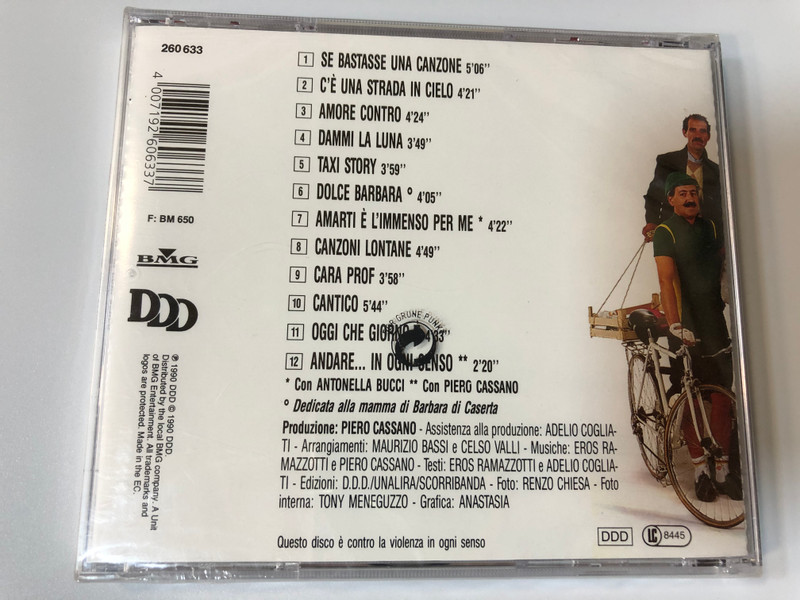 260 633
4 007192 606337
F: BM 650
BMG
DDD
℗ 1990 DDD © 1990 DDD.
Distributed by the local BMG company. A Unit
of BMG Entertainment. All trademarks and
logos are protected. Made in the EC.
1 SE BASTASSE UNA CANZONE 5'06''
2 C'È UNA STRADA IN CIELO 4'21''
3 AMORE CONTRO 4'24''
4 DAMMI LA LUNA 3'49''
5 TAXI STORY 3'59''
6 DOLCE BARBARA ° 4'05''
7 AMARTI È L'IMMENSO PER ME * 4'22''
8 CANZONI LONTANE 4'49''
9 CARA PROF 3'58''
10 CANTICO 5'44''
11 OGGI CHE GIORNO 4'33''
12 ANDARE... IN OGNI SENSO ** 2'20''
* Con ANTONELLA BUCCI ** Con PIERO CASSANO
° Dedicata alla mamma di Barbara di Caserta
Produzione: PIERO CASSANO - Assistenza alla produzione: ADELIO COGLIA-
TI - Arrangiamenti: MAURIZIO BASSI e CELSO VALLI - Musiche: EROS RA-
MAZZOTTI e PIERO CASSANO - Testi: EROS RAMAZZOTTI e ADELIO COGLIA-
TI - Edizioni: D.D.D./UNALIRA/SCORRIBANDA - Foto: RENZO CHIESA - Foto
interna: TONY MENEGUZZO - Grafica: ANASTASIA
Questo disco è contro la violenza in ogni senso
DDD
LC 8445
GRÜNE PUNKT